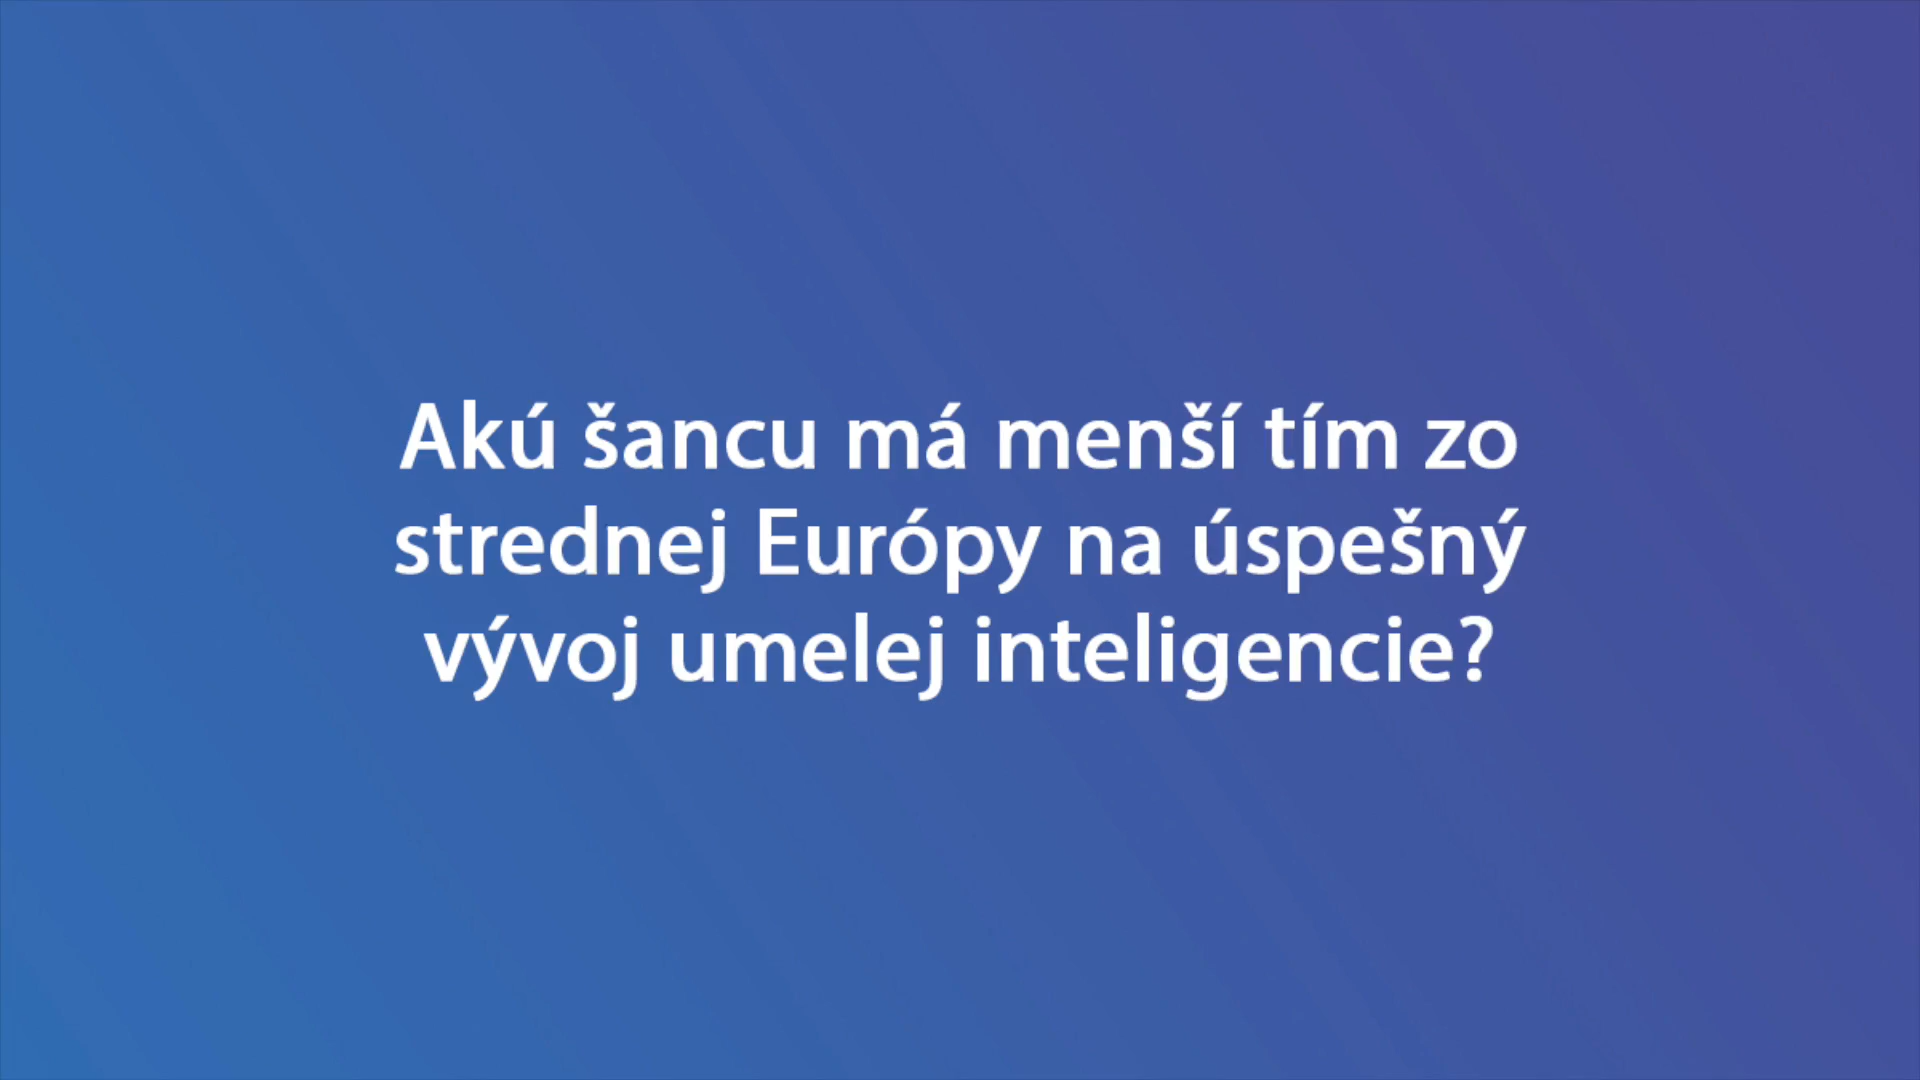 Akú šancu má menší tím zo
strednej Európy na úspešný
vývoj umelej inteligencie?